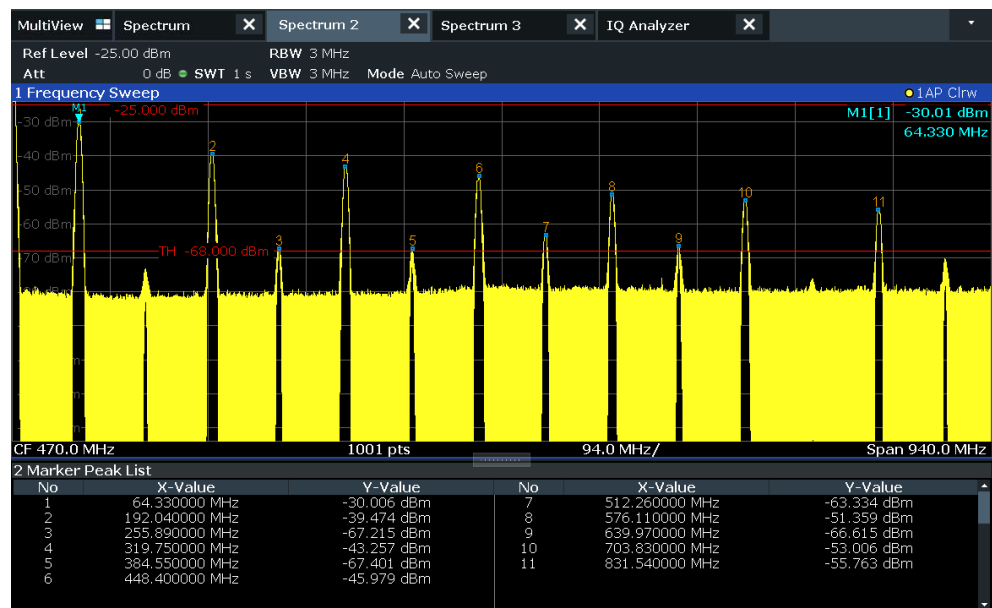 MultiView Spectrum X Spectrum 2 X Spectrum 3 X IQ Analyzer X
Ref Level -25.00 dBm RBW 3 MHz
Att 0 dB SWT 1 s VBW 3 MHz Mode Auto Sweep
1 Frequency Sweep 1AP Clrw
M1 -25.000 dBm M1[1] -30.01 dBm
-30 dBm 64.330 MHz
2
-40 dBm 4
6
-50 dBm 8
10
11
-60 dBm
7
3 5 9
TH -68.000 dBm
-70 dBm
CF 470.0 MHz 1001 pts 94.0 MHz/ Span 940.0 MHz
2 Marker Peak List
No X-Value Y-Value No X-Value Y-Value
1 64.330000 MHz -30.006 dBm 7 512.260000 MHz -63.334 dBm
2 192.040000 MHz -39.474 dBm 8 576.110000 MHz -51.359 dBm
3 255.890000 MHz -67.215 dBm 9 639.970000 MHz -66.615 dBm
4 319.750000 MHz -43.257 dBm 10 703.830000 MHz -53.006 dBm
5 384.550000 MHz -67.401 dBm 11 831.540000 MHz -55.763 dBm
6 448.400000 MHz -45.979 dBm